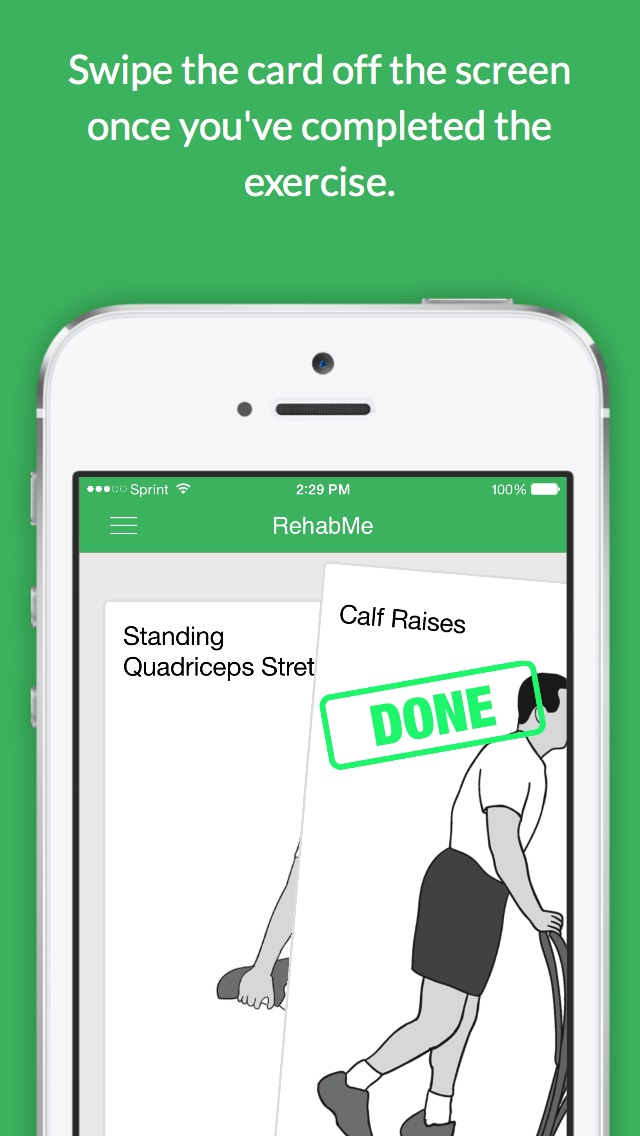 Swipe the card off the screen
once you've completed the
exercise.
Sprint 2:29 PM 100%
RehabMe
Standing
Quadriceps Stret
Calf Raises
DONE